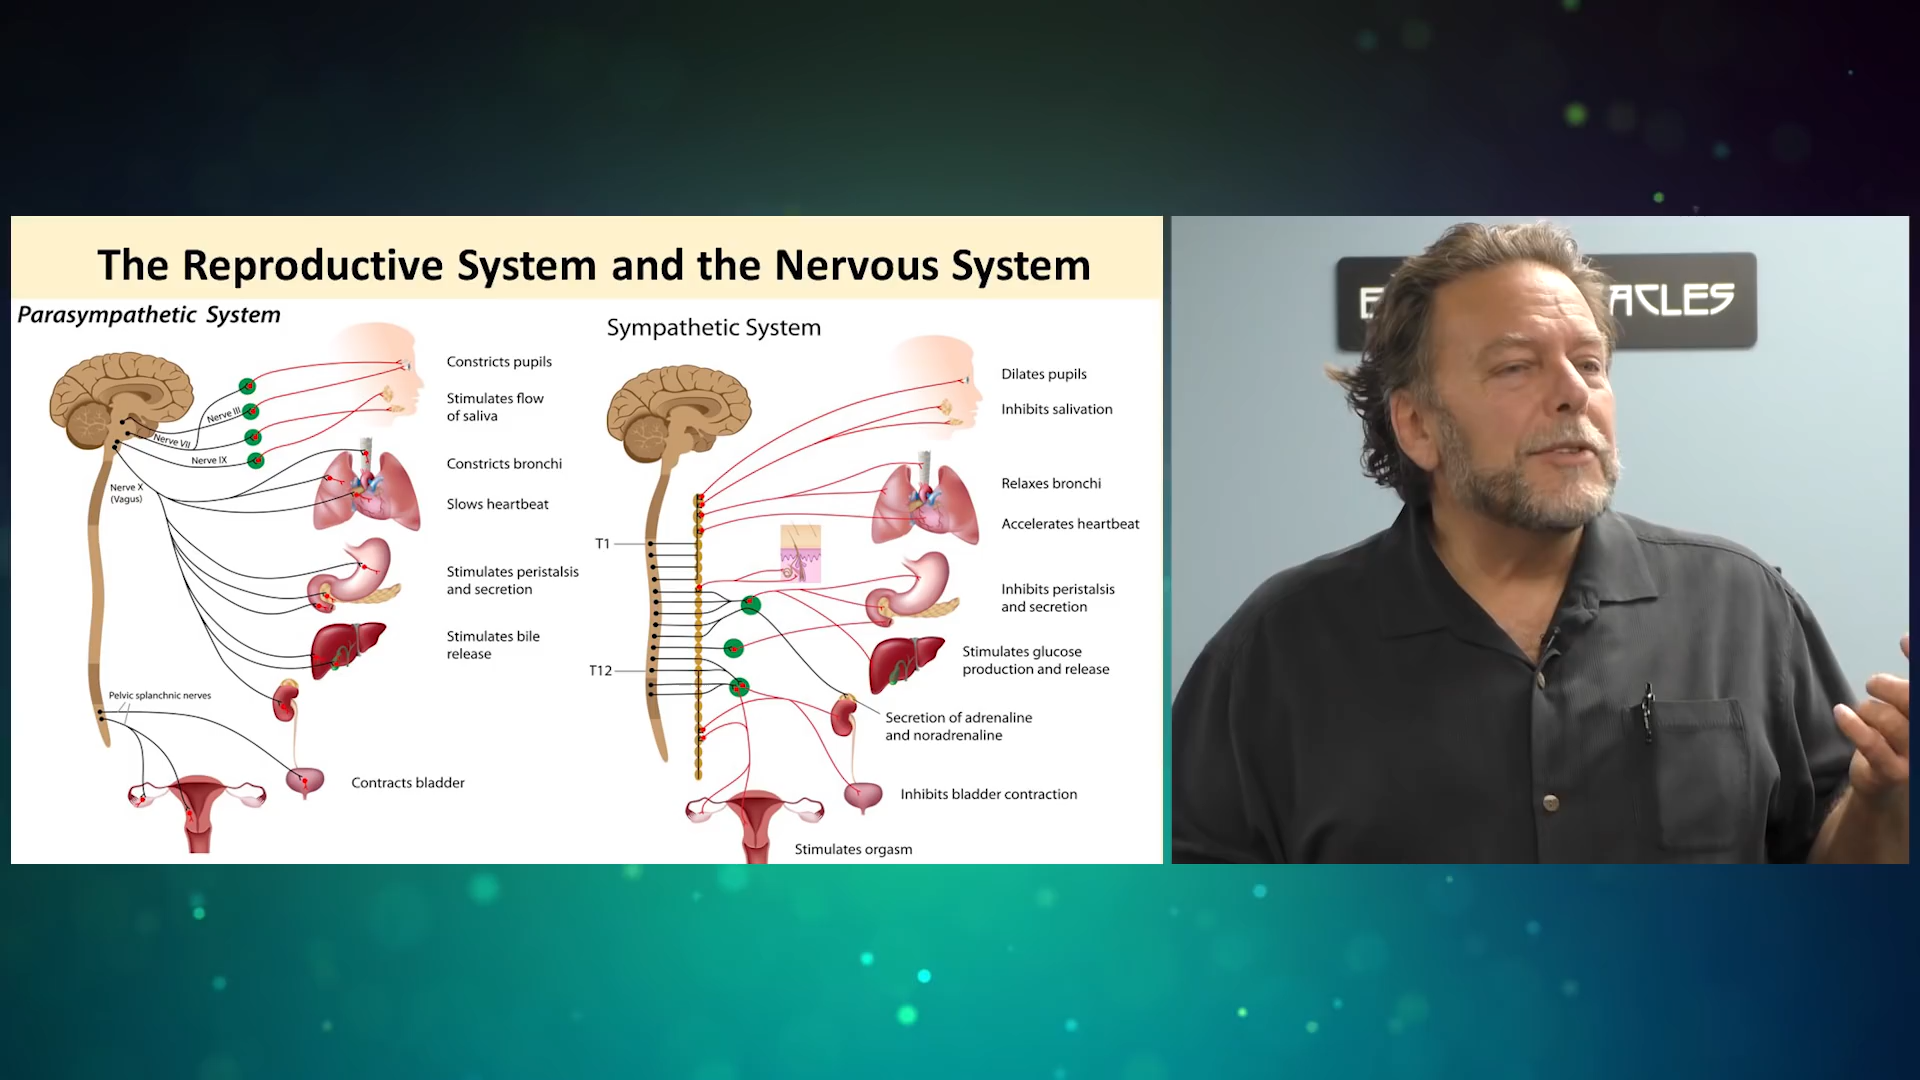 The Reproductive System and the Nervous System
Parasympathetic System
Constricts pupils
Stimulates flow
of saliva
Nerve III
Nerve VII
Nerve IX
Constricts bronchi
Nerve X
(Vagus)
Slows heartbeat
Stimulates peristalsis
and secretion
Stimulates bile
release
Pelvic splanchnic nerves
Contracts bladder
Sympathetic System
Dilates pupils
Inhibits salivation
Relaxes bronchi
Accelerates heartbeat
T1
Inhibits peristalsis
and secretion
Stimulates glucose
production and release
T12
Secretion of adrenaline
and noradrenaline
Inhibits bladder contraction
Stimulates orgasm